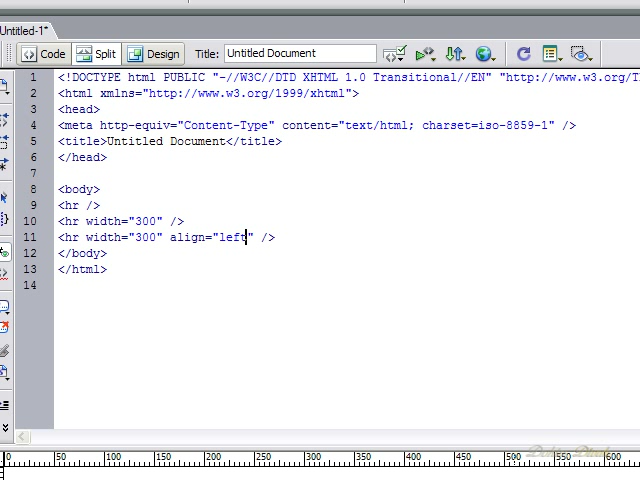 Untitled-1*
Code Split Design Title: Untitled Document
1 <!DOCTYPE html PUBLIC "-//W3C//DTD XHTML 1.0 Transitional//EN" "http://www.w3.org/T
2 <html xmlns="http://www.w3.org/1999/xhtml">
3 <head>
4 <meta http-equiv="Content-Type" content="text/html; charset=iso-8859-1" />
5 <title>Untitled Document</title>
6 </head>
7
8 <body>
9 <hr />
10 <hr width="300" />
11 <hr width="300" align="left" />
12 </body>
13 </html>
14
0 50 100 150 200 250 300 350 400 450 500 550 600